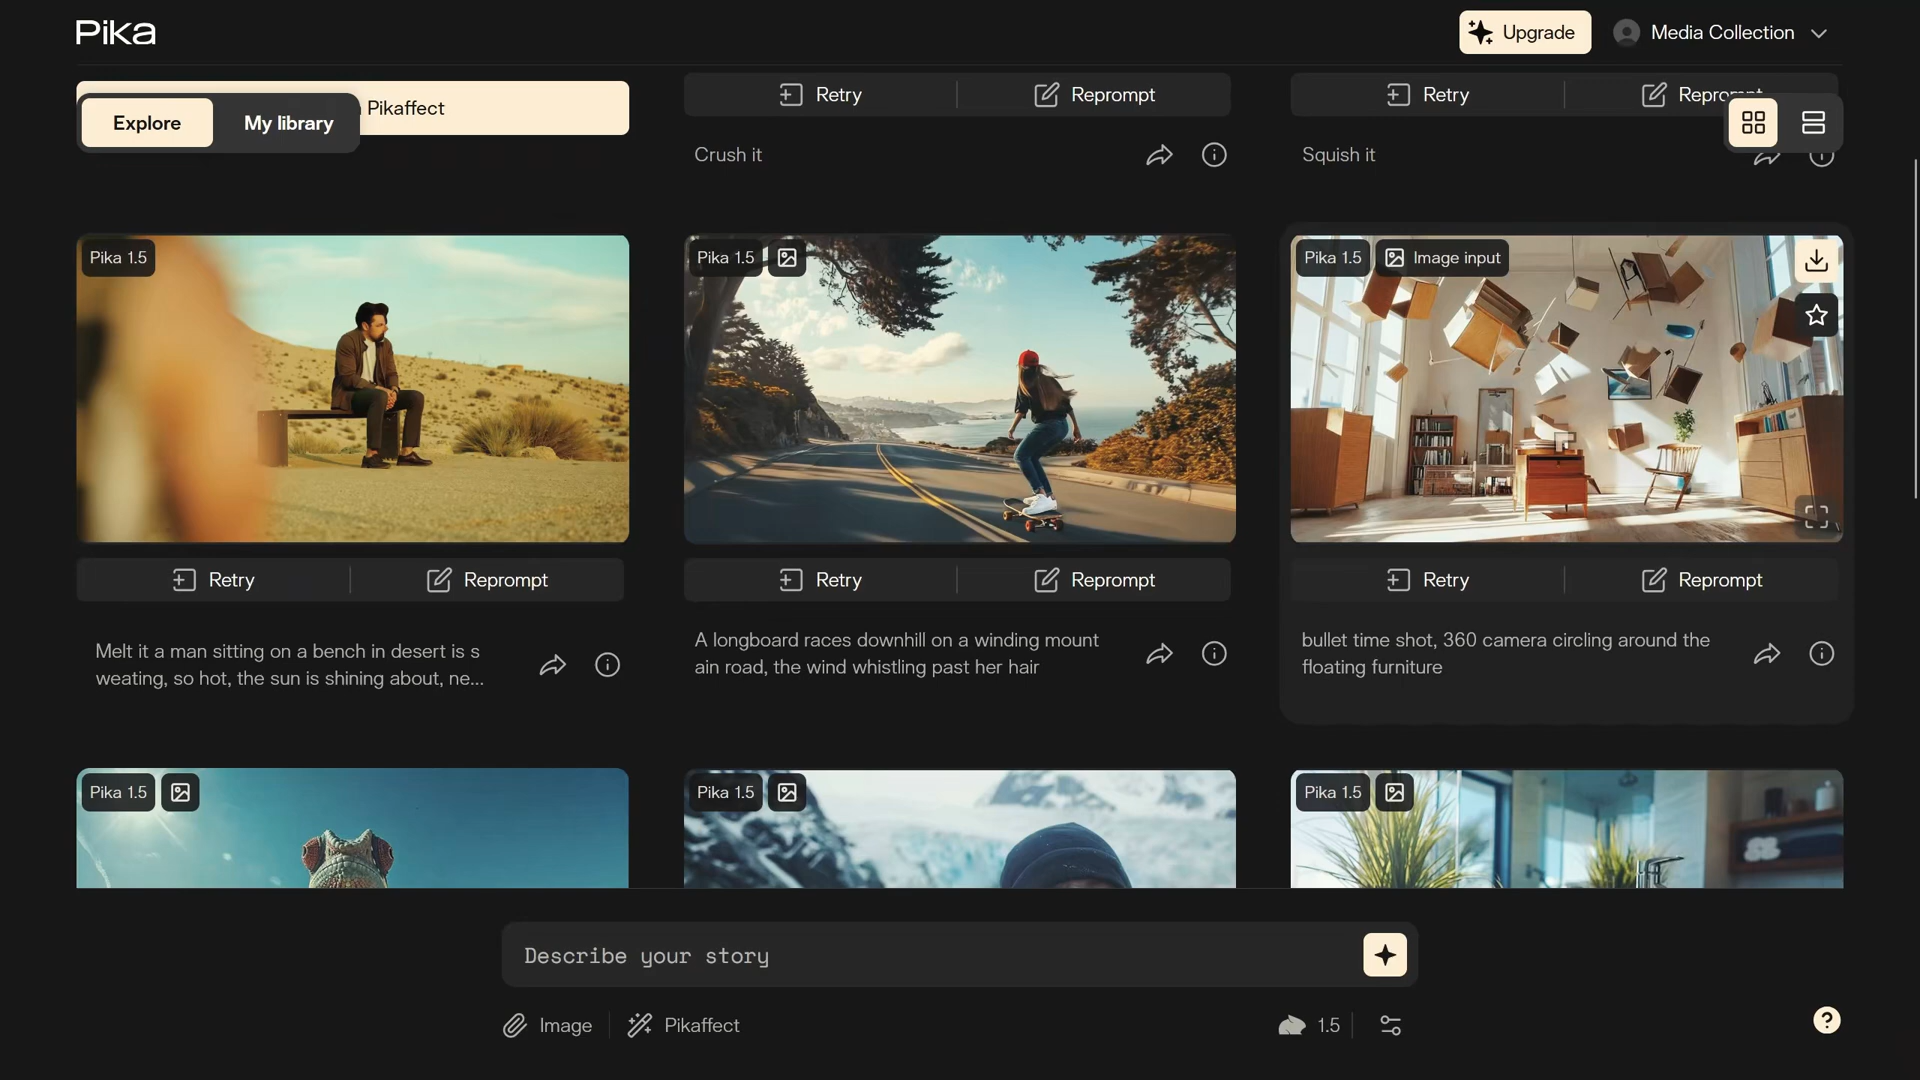 Pika
Upgrade
Media Collection
Pikaffect
Explore
My library
Retry
Reprompt
Crush it
Retry
Squish it
Pika 1.5
Retry
Reprompt
Melt it a man sitting on a bench in desert is s
weating, so hot, the sun is shining about, ne...
Pika 1.5
Retry
Reprompt
A longboard races downhill on a winding mount
ain road, the wind whistling past her hair
Pika 1.5
Image input
Retry
Reprompt
bullet time shot, 360 camera circling around the
floating furniture
Pika 1.5
Pika 1.5
Pika 1.5
Describe your story
Image
Pikaffect
1.5
?